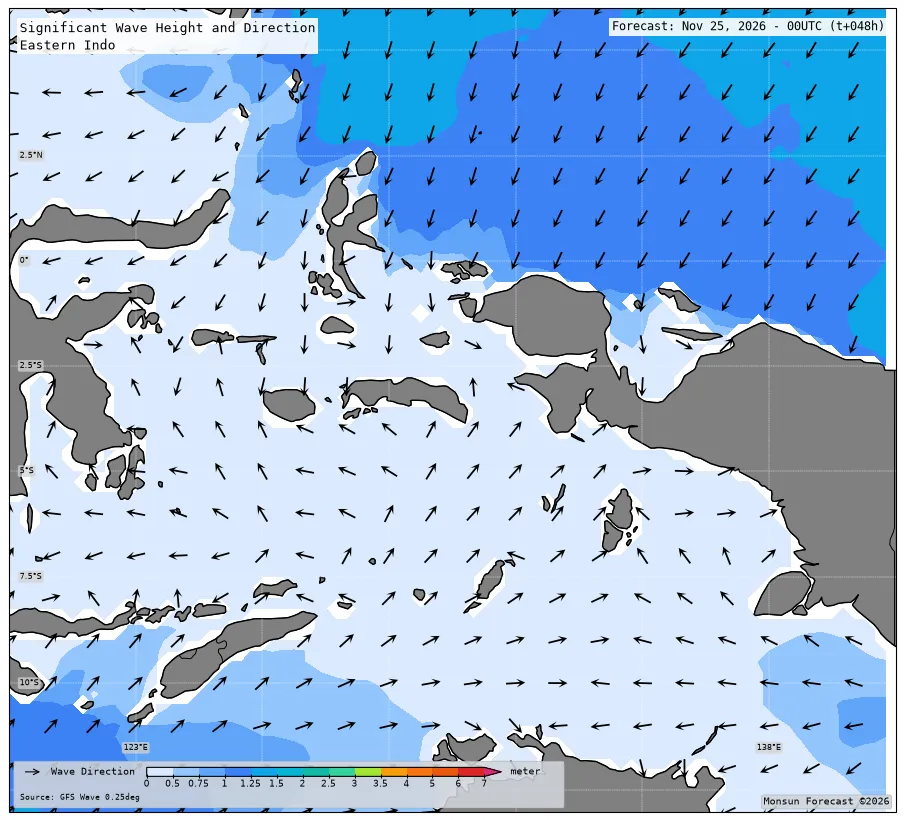 Significant Wave Height and Direction
Eastern Indo
Forecast: Nov 25, 2026 - 00UTC (t+048h)
2.5°N
0°
2.5°S
5°S
7.5°S
10°S
123°E
138°E
Wave Direction
0 0.5 0.75 1 1.25 1.5 2 2.5 3 3.5 4 5 6 7
meter
Source: GFS Wave 0.25deg
Monsun Forecast ©2026